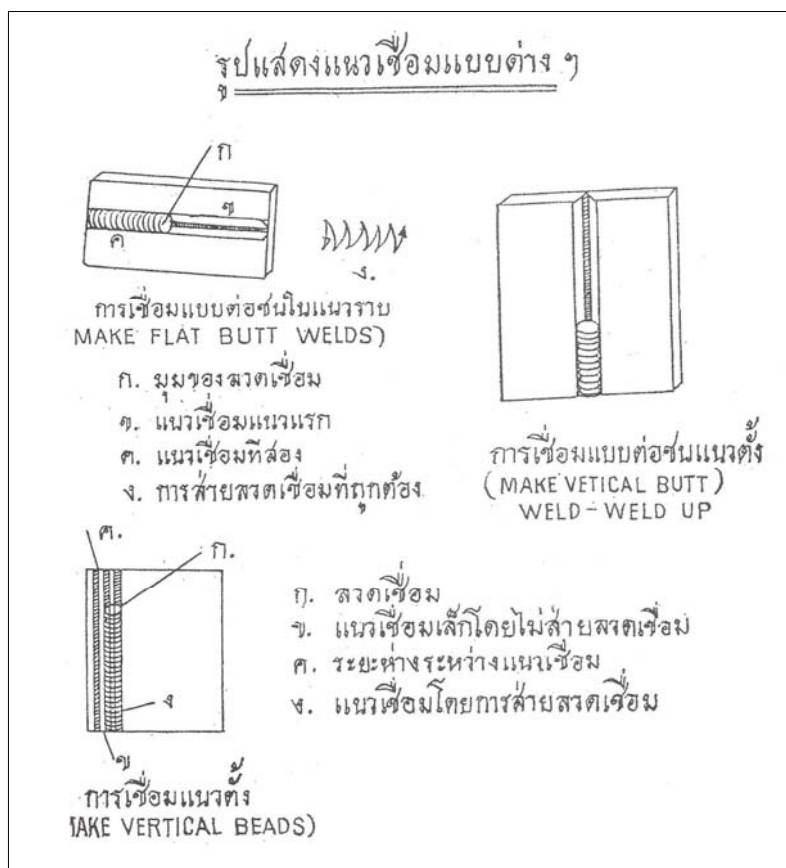 รูปแสดงแนวเชื่อมแบบต่าง ๆ
ก
ข
ค
ง.
การเชื่อมแบบต่อชนในแนวราบ
MAKE FLAT BUTT WELDS)
ก. มุมของลวดเชื่อม
ข. แนวเชื่อมแนวแรก
ค. แนวเชื่อมที่สอง
ง. การส่ายลวดเชื่อมที่ถูกต้อง
การเชื่อมแบบต่อชนแนวตั้ง
(MAKE VETICAL BUTT)
WELD-WELD UP
ค.
ก.
ง
ข
การเชื่อมแนวตั้ง
MAKE VERTICAL BEADS)
ก. ลวดเชื่อม
ข. แนวเชื่อมเล็กโดยไม่ส่ายลวดเชื่อม
ค. ระยะห่างระหว่างแนวเชื่อม
ง. แนวเชื่อมโดยการส่ายลวดเชื่อม